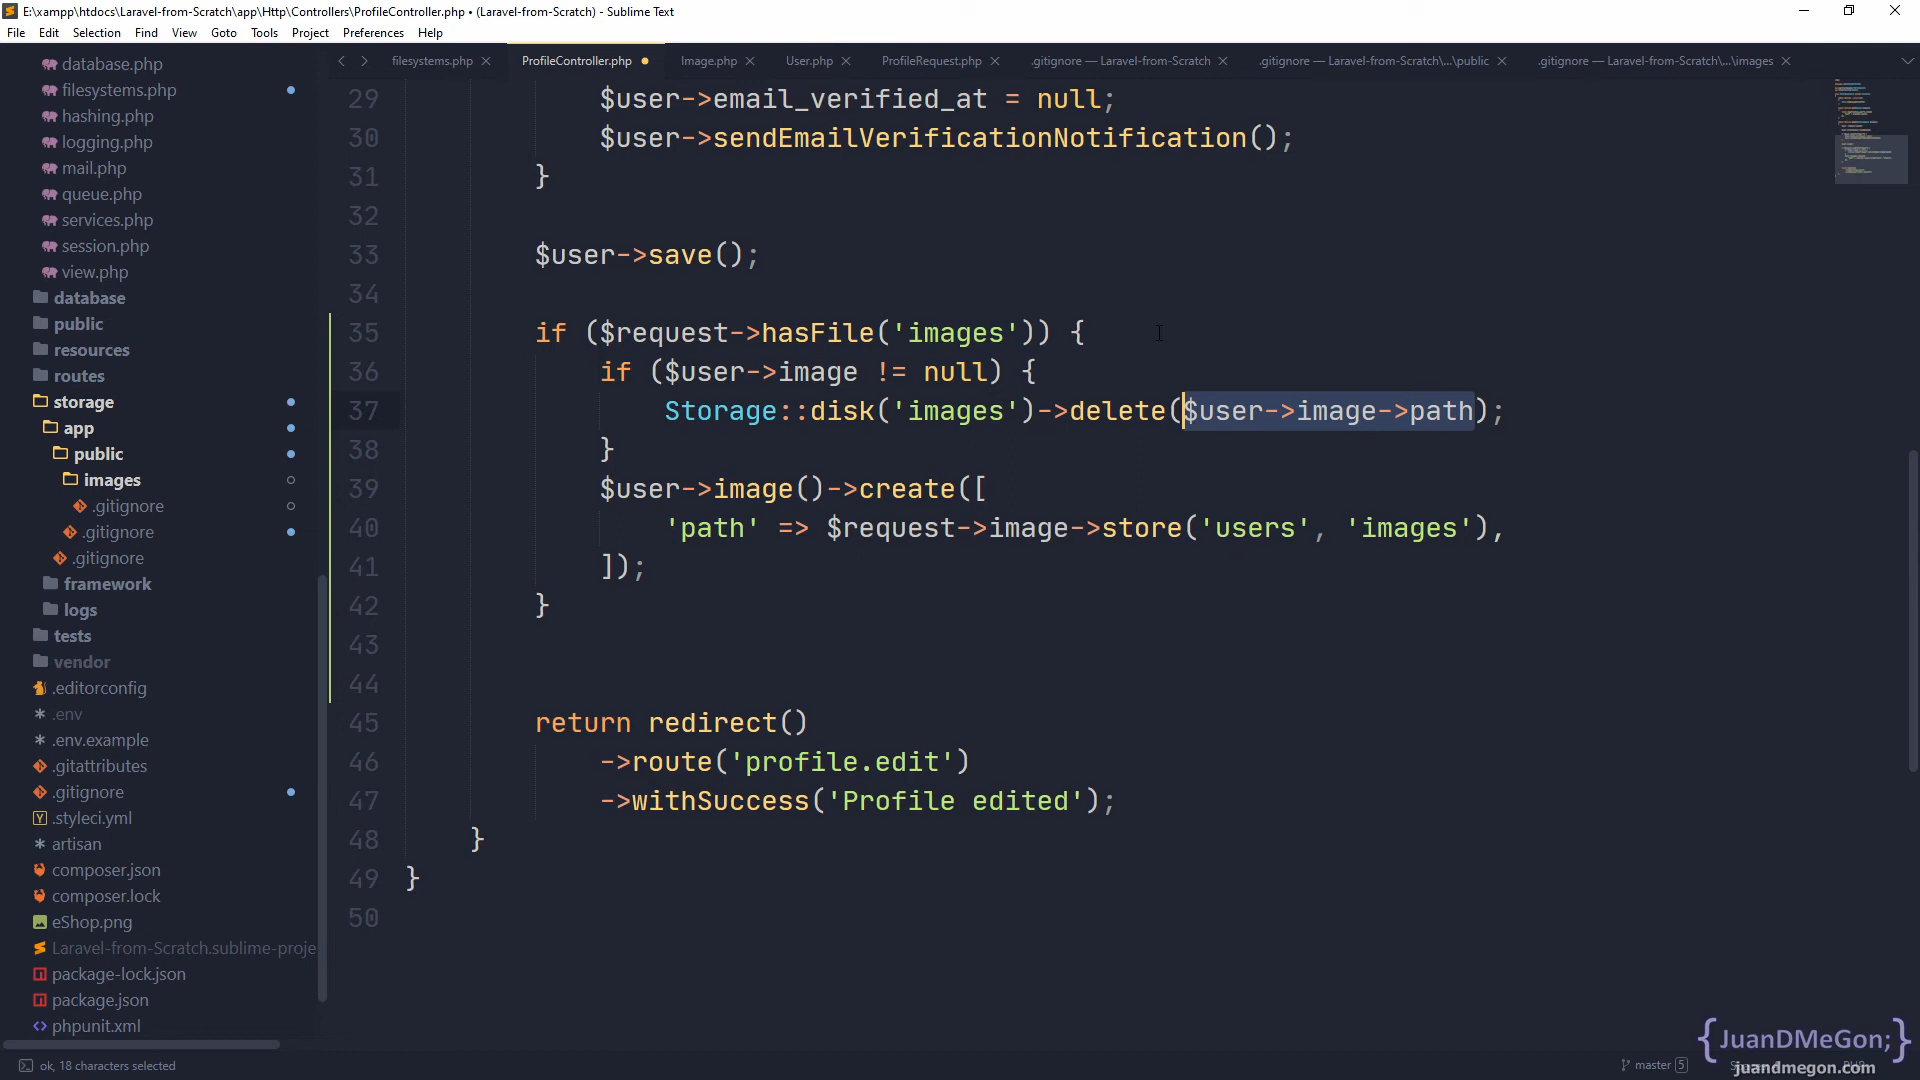 E:\xampp\htdocs\Laravel-from-Scratch\app\Http\Controllers\ProfileController.php • (Laravel-from-Scratch) - Sublime Text
File Edit Selection Find View Goto Tools Project Preferences Help
filesystems.php ProfileController.php Image.php User.php ProfileRequest.php .gitignore — Laravel-from-Scratch .gitignore — Laravel-from-Scratch\...\public .gitignore — Laravel-from-Scratch\...\images
database.php
filesystems.php
hashing.php
logging.php
mail.php
queue.php
services.php
session.php
view.php
database
public
resources
routes
storage
app
public
images
.gitignore
.gitignore
.gitignore
framework
logs
tests
vendor
.editorconfig
.env
.env.example
.gitattributes
.gitignore
.styleci.yml
artisan
composer.json
composer.lock
eShop.png
Laravel-from-Scratch.sublime-proje
package-lock.json
package.json
phpunit.xml
29 $user->email_verified_at = null;
30 $user->sendEmailVerificationNotification();
31 }
32
33 $user->save();
34
35 if ($request->hasFile('images')) {
36 if ($user->image != null) {
37 Storage::disk('images')->delete($user->image->path);
38 }
39 $user->image()->create([
40 'path' => $request->image->store('users', 'images'),
41 ]);
42 }
43
44
45 return redirect()
46 ->route('profile.edit')
47 ->withSuccess('Profile edited');
48 }
49 }
50
{JuanDMeGon;}
juandmegon.com
ok, 18 characters selected
master 5